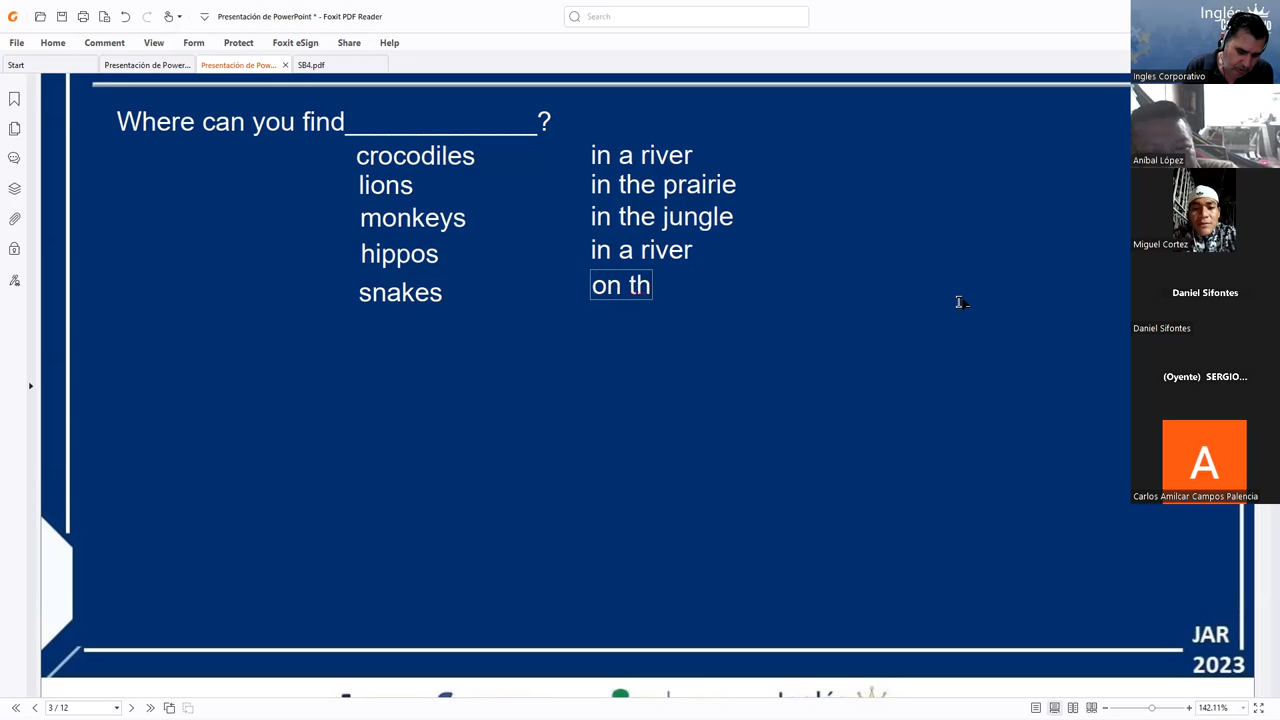 Presentación de PowerPoint * - Foxit PDF Reader
Search
File Home Comment View Form Protect Foxit eSign Share Help
Start Presentación de Power... Presentación de Pow... SB4.pdf
Where can you find_____________?
crocodiles in a river
lions in the prairie
monkeys in the jungle
hippos in a river
snakes on th
JAR
2023
Inglés
Ingles Corporativo
Aníbal López
Miguel Cortez
Daniel Sifontes
Daniel Sifontes
(Oyente) SERGIO...
A
Carlos Amilcar Campos Palencia
3 / 12
142.11%